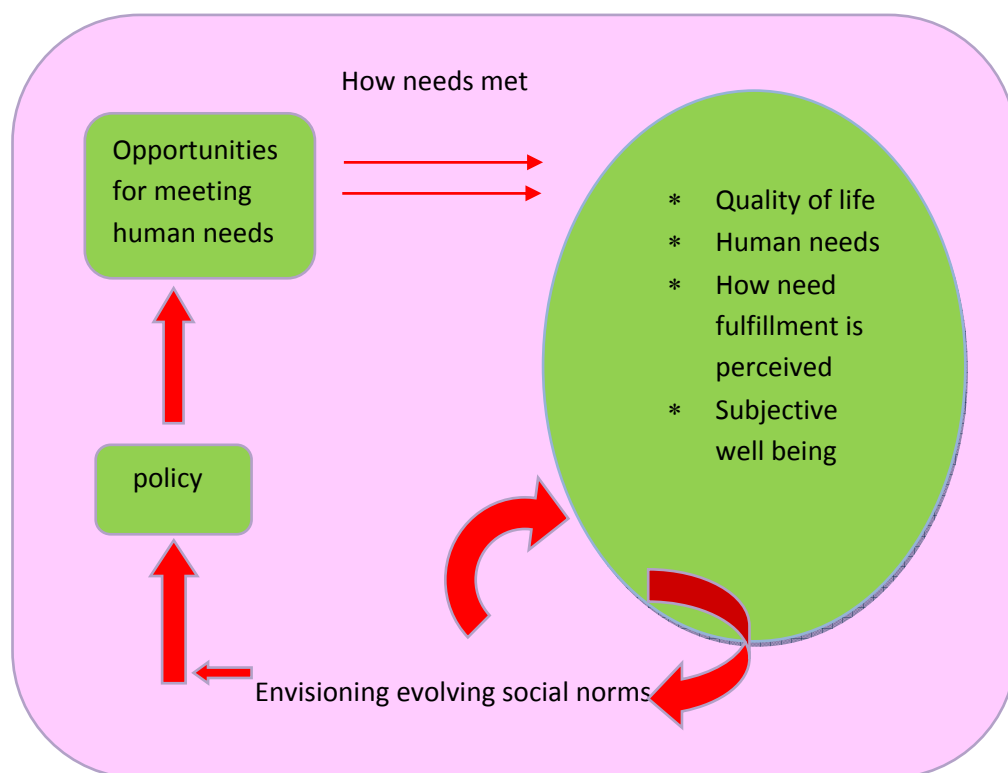 How needs met
Opportunities
for meeting
human needs
* Quality of life
* Human needs
* How need
fulfillment is
perceived
* Subjective
well being
policy
Envisioning evolving social norms